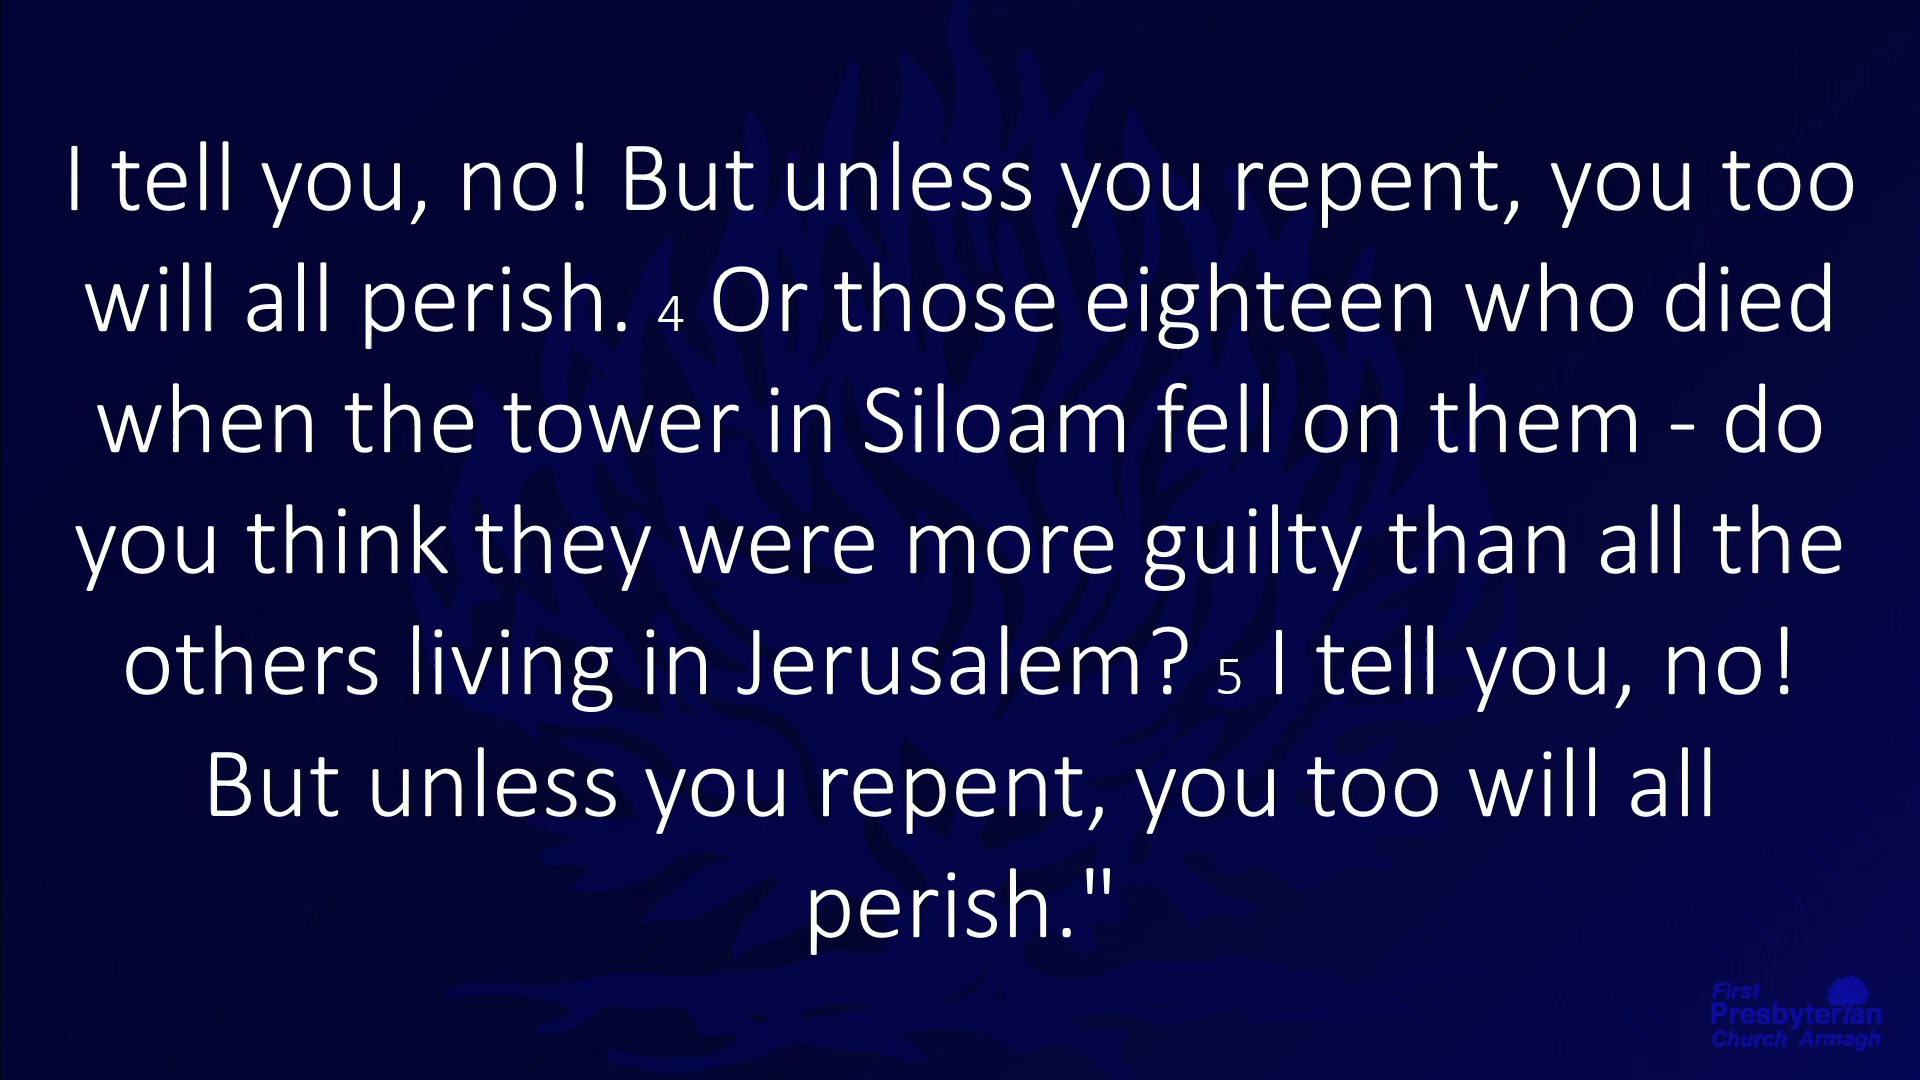 I tell you, no! But unless you repent, you too
will all perish. 4 Or those eighteen who died
when the tower in Siloam fell on them - do
you think they were more guilty than all the
others living in Jerusalem? 5 I tell you, no!
But unless you repent, you too will all
perish."
First
Presbyterian
Church Armagh